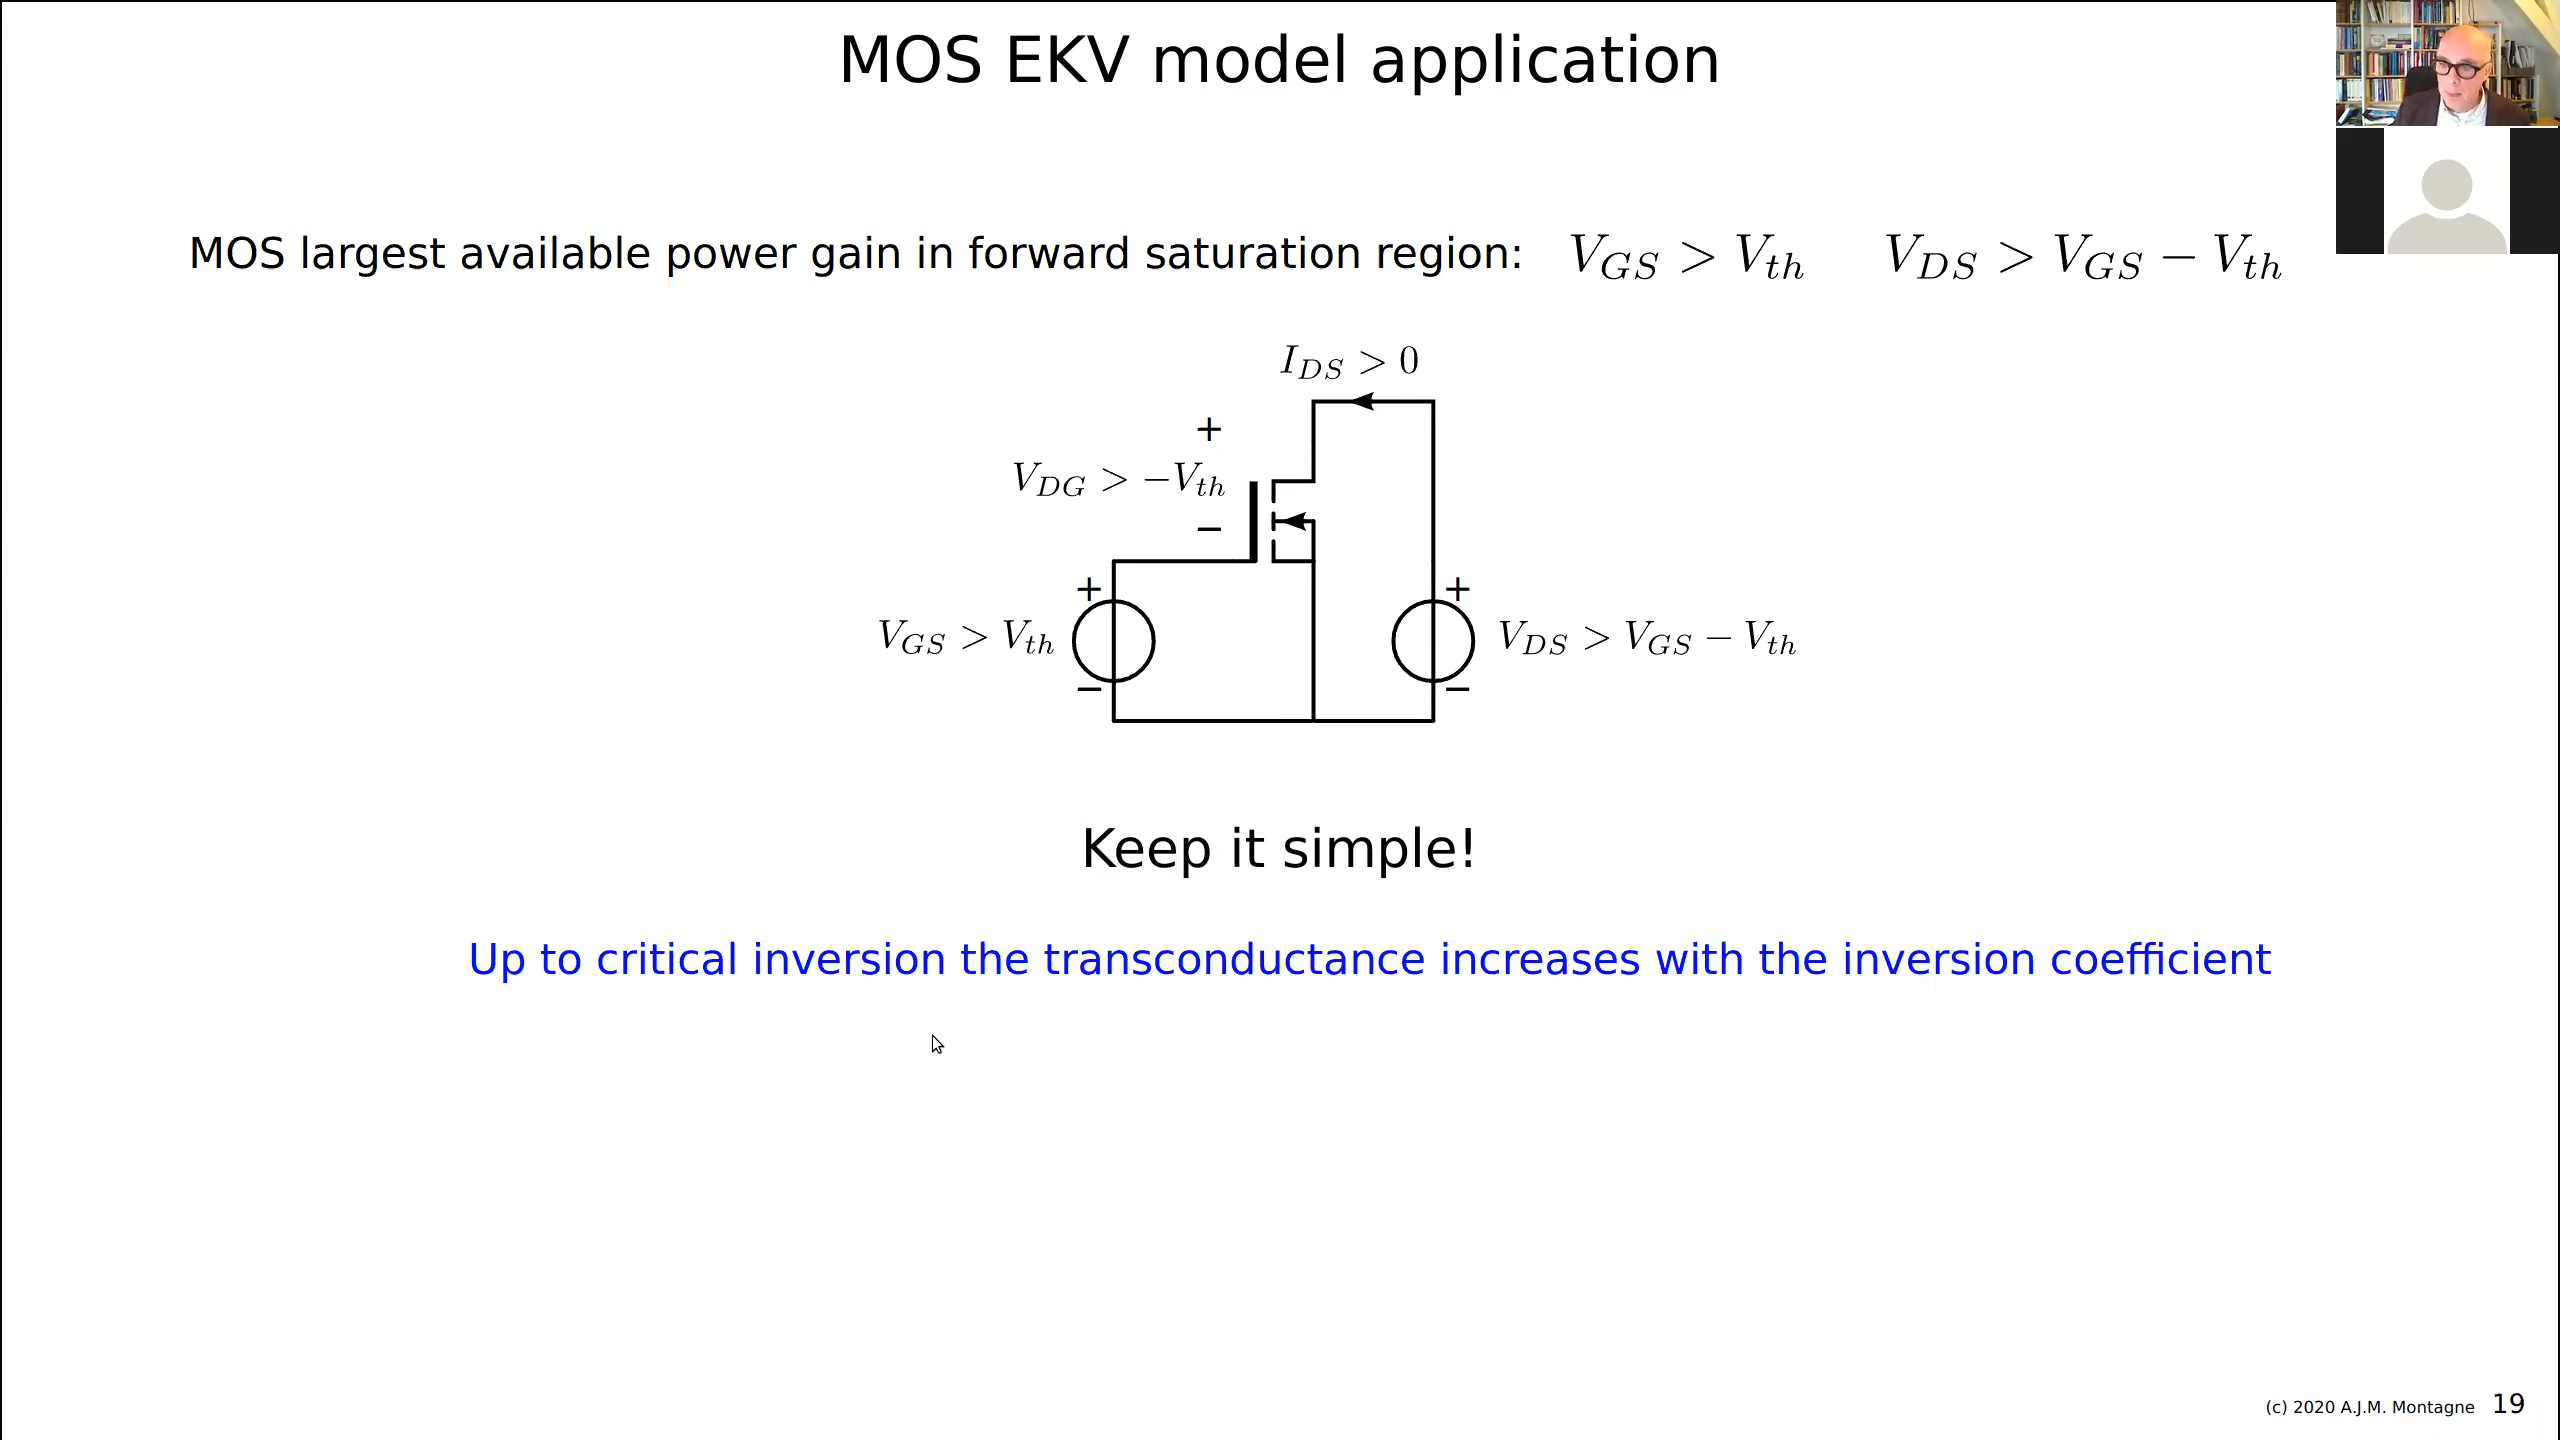 MOS EKV model application
MOS largest available power gain in forward saturation region: V_{GS} > V_{th} V_{DS} > V_{GS} − V_{th}
I_{DS} > 0
+
V_{DG} > −V_{th}
−
+ +
V_{GS} > V_{th} V_{DS} > V_{GS} − V_{th}
− −
Keep it simple!
Up to critical inversion the transconductance increases with the inversion coefficient
(c) 2020 A.J.M. Montagne 19